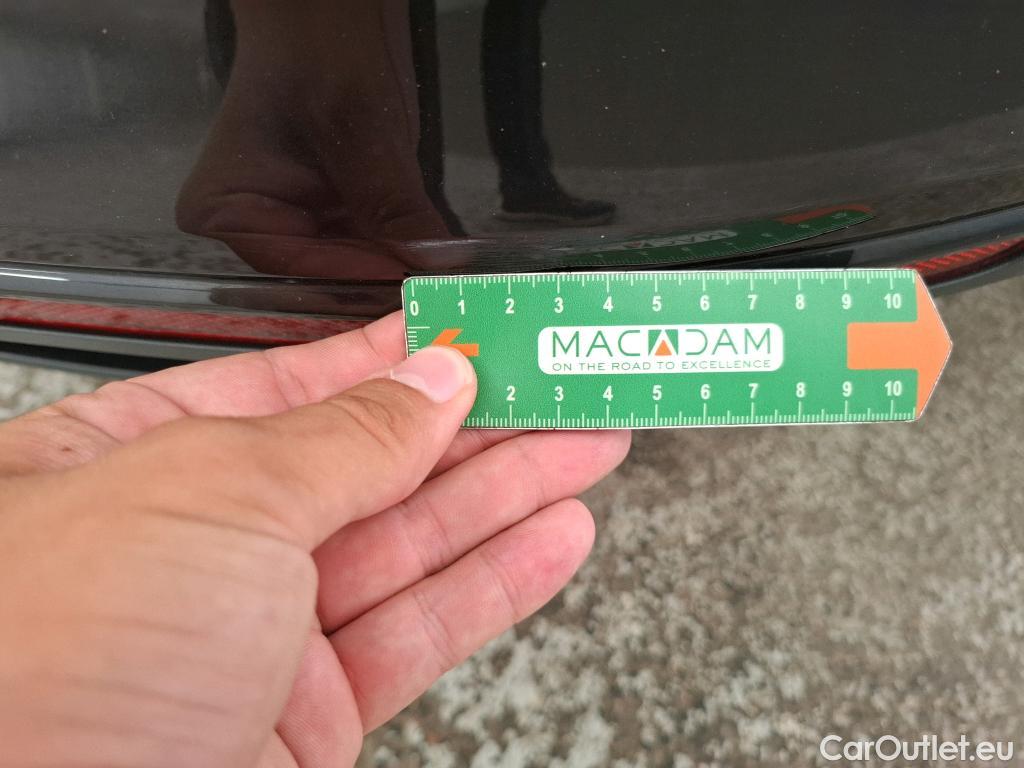 0 1 2 3 4 5 6 7 8 9 10
MACADAM
ON THE ROAD TO EXCELLENCE
2 3 4 5 6 7 8 9 10
CarOutlet.eu